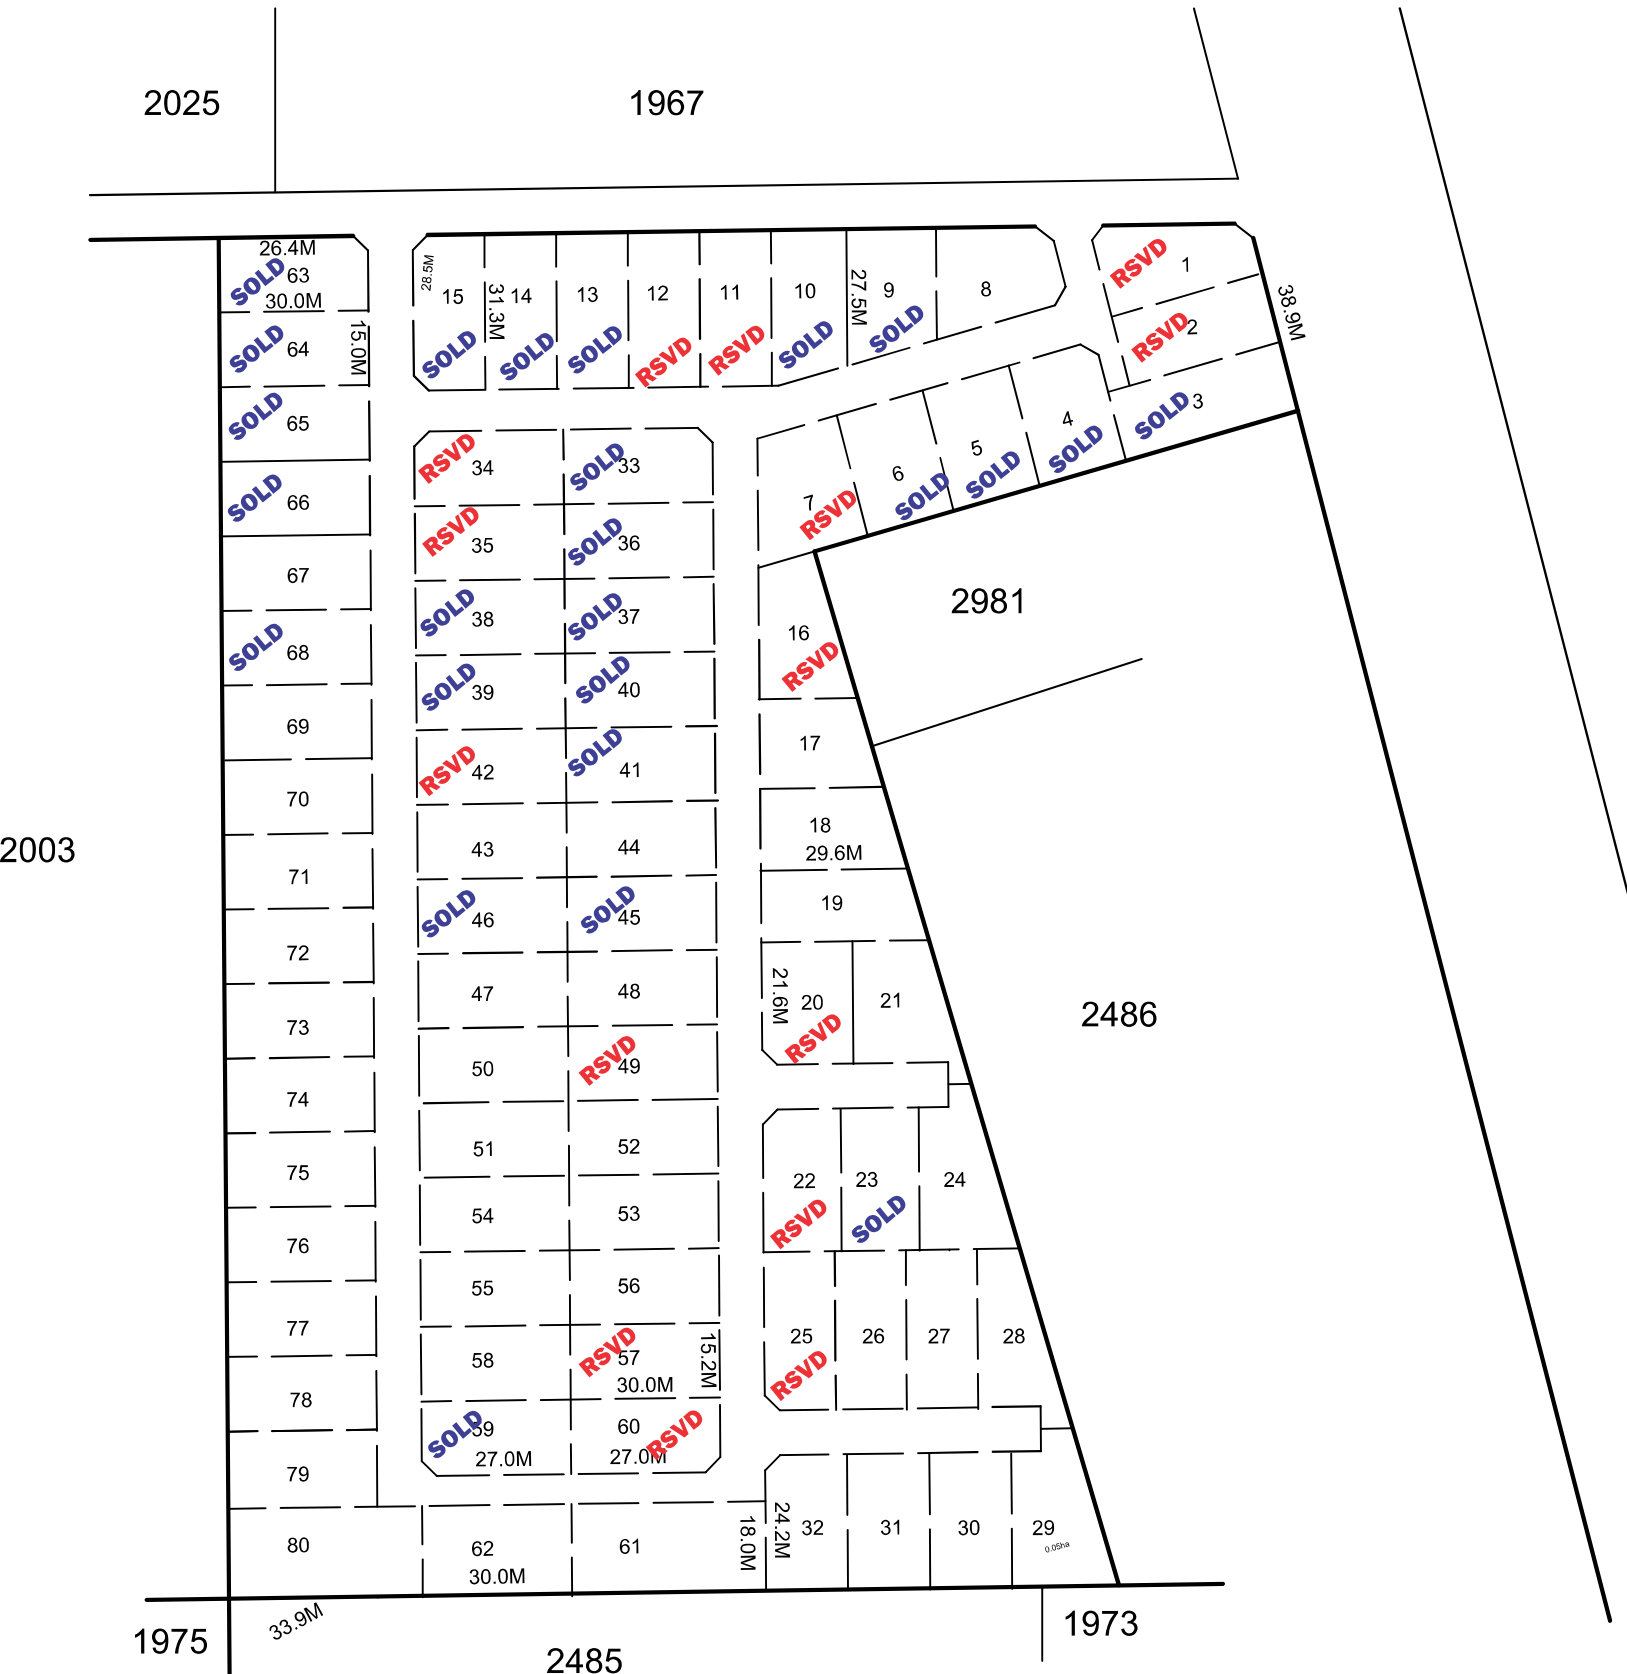 2025
1967
26.4M
SOLD 63
30.0M
SOLD 64
15.0M
SOLD 65
SOLD 66
67
SOLD 68
69
70
71
72
73
74
75
76
77
78
79
80
28.5M
15 SOLD
31.3M
14 SOLD
13 SOLD
12 RSVD
11 RSVD
10 SOLD
27.5M
9 SOLD
8
1 RSVD
2 RSVD
38.9M
3 SOLD
4 SOLD
5 SOLD
6 SOLD
7 RSVD
RSVD 34
SOLD 33
RSVD 35
SOLD 36
SOLD 38
SOLD 37
SOLD 39
SOLD 40
RSVD 42
SOLD 41
43
44
SOLD 46
SOLD 45
47
48
50
RSVD 49
51
52
54
53
55
56
58
RSVD 57
30.0M
15.2M
SOLD 59
27.0M
60 RSVD
27.0M
62
30.0M
61
18.0M
16 RSVD
17
18
29.6M
19
21.6M
20 RSVD
21
22 RSVD
23 SOLD
24
25 RSVD
26
27
28
24.2M
32
31
30
29
0.05ha
2981
2486
2003
1975
33.9M
2485
1973